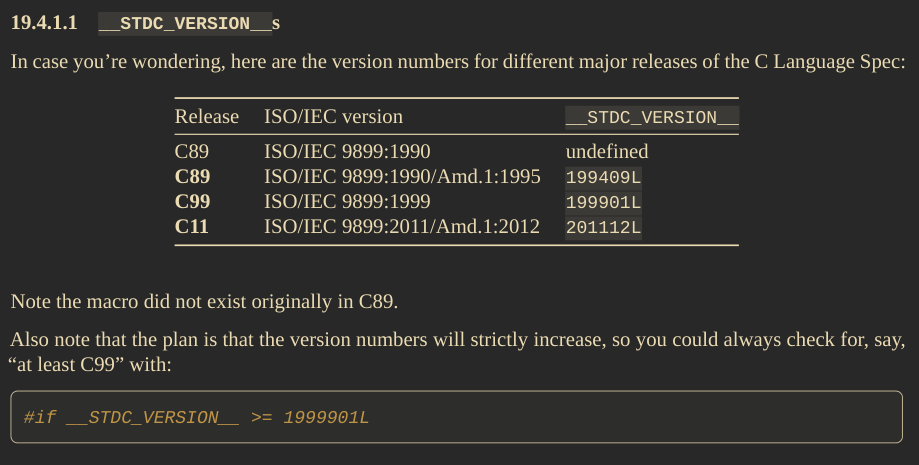 19.4.1.1 __STDC_VERSION__s
In case you’re wondering, here are the version numbers for different major releases of the C Language Spec:
Release ISO/IEC version __STDC_VERSION__
C89 ISO/IEC 9899:1990 undefined
C89 ISO/IEC 9899:1990/Amd.1:1995 199409L
C99 ISO/IEC 9899:1999 199901L
C11 ISO/IEC 9899:2011/Amd.1:2012 201112L
Note the macro did not exist originally in C89.
Also note that the plan is that the version numbers will strictly increase, so you could always check for, say,
“at least C99” with:
#if __STDC_VERSION__ >= 1999901L